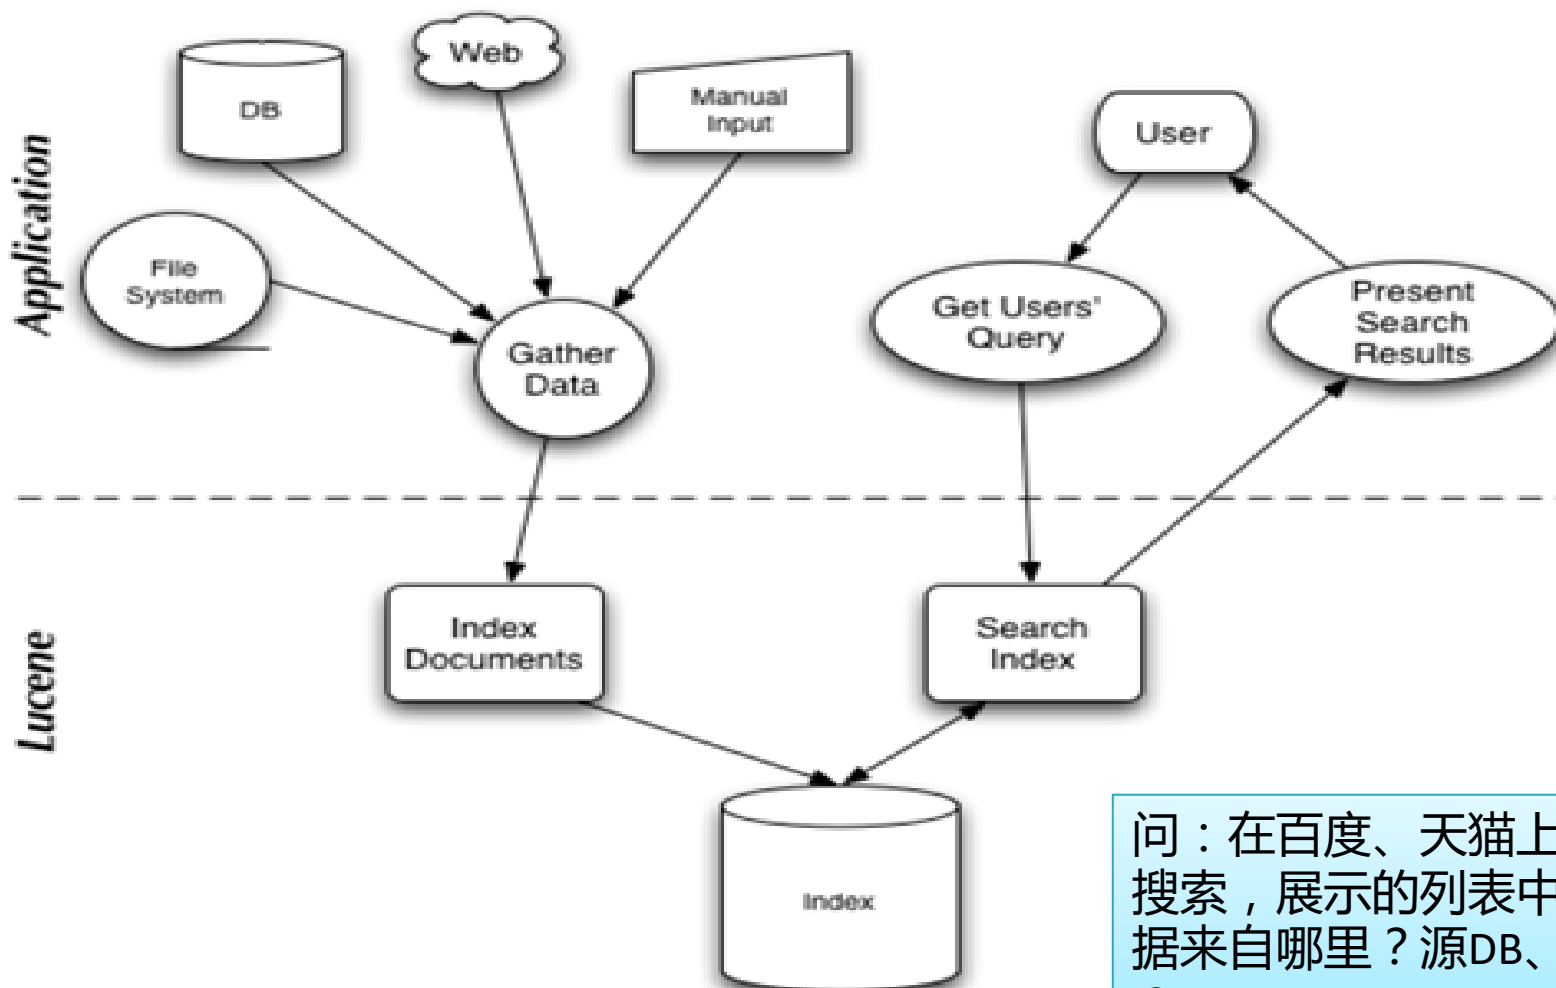 Application
Web
DB
Manual
Input
User
File
System
Gather
Data
Get Users'
Query
Present
Search
Results
Lucene
Index
Documents
Search
Index
Index
问：在百度、天猫上
搜索，展示的列表中
据来自哪里？源DB、